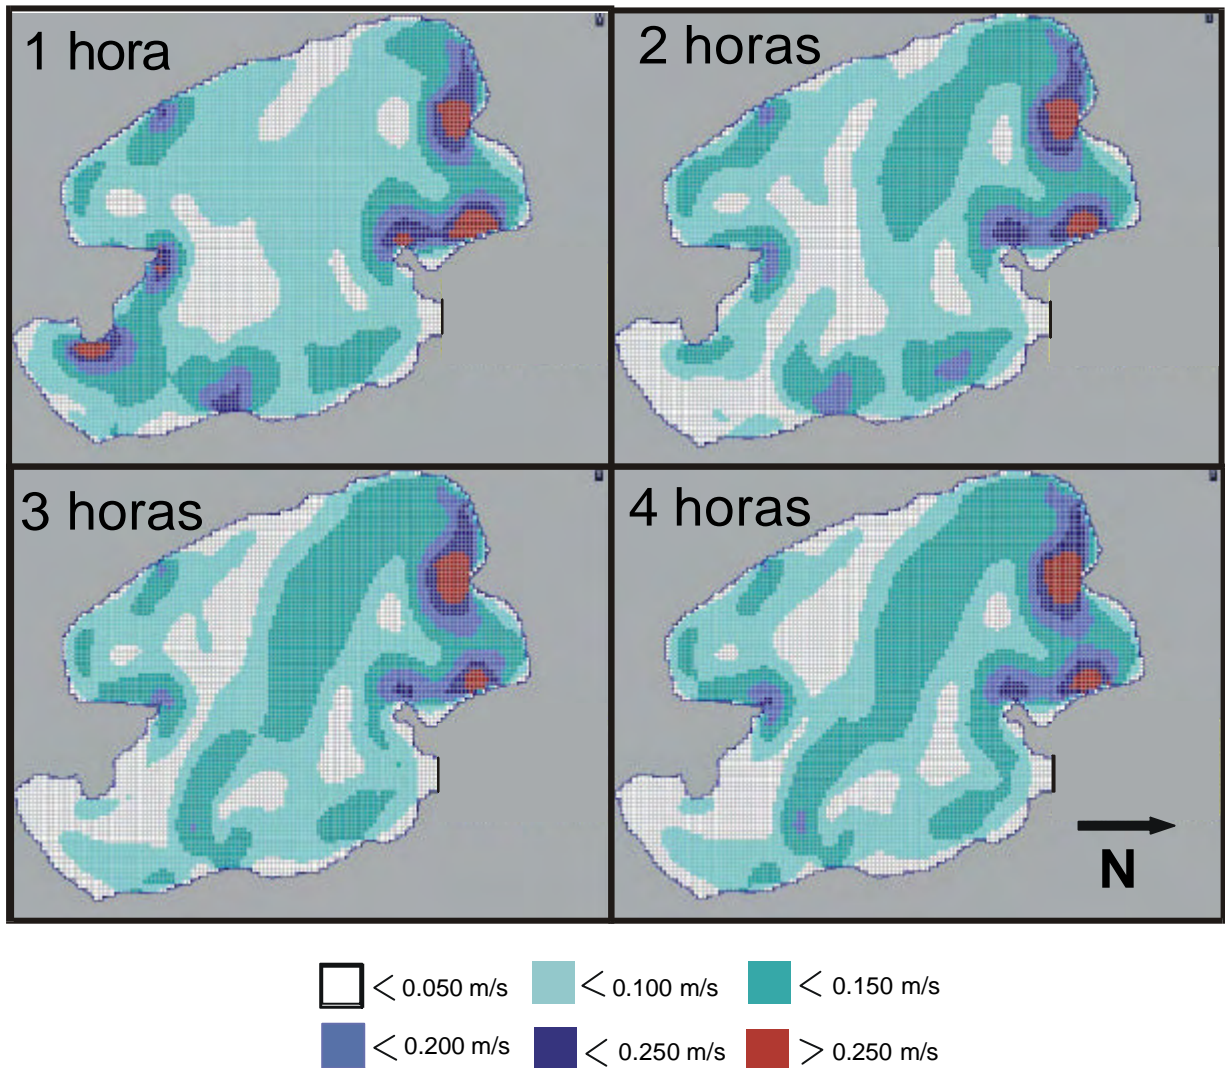 1 hora
2 horas
3 horas
4 horas
N
< 0.050 m/s
< 0.100 m/s
< 0.150 m/s
< 0.200 m/s
< 0.250 m/s
> 0.250 m/s